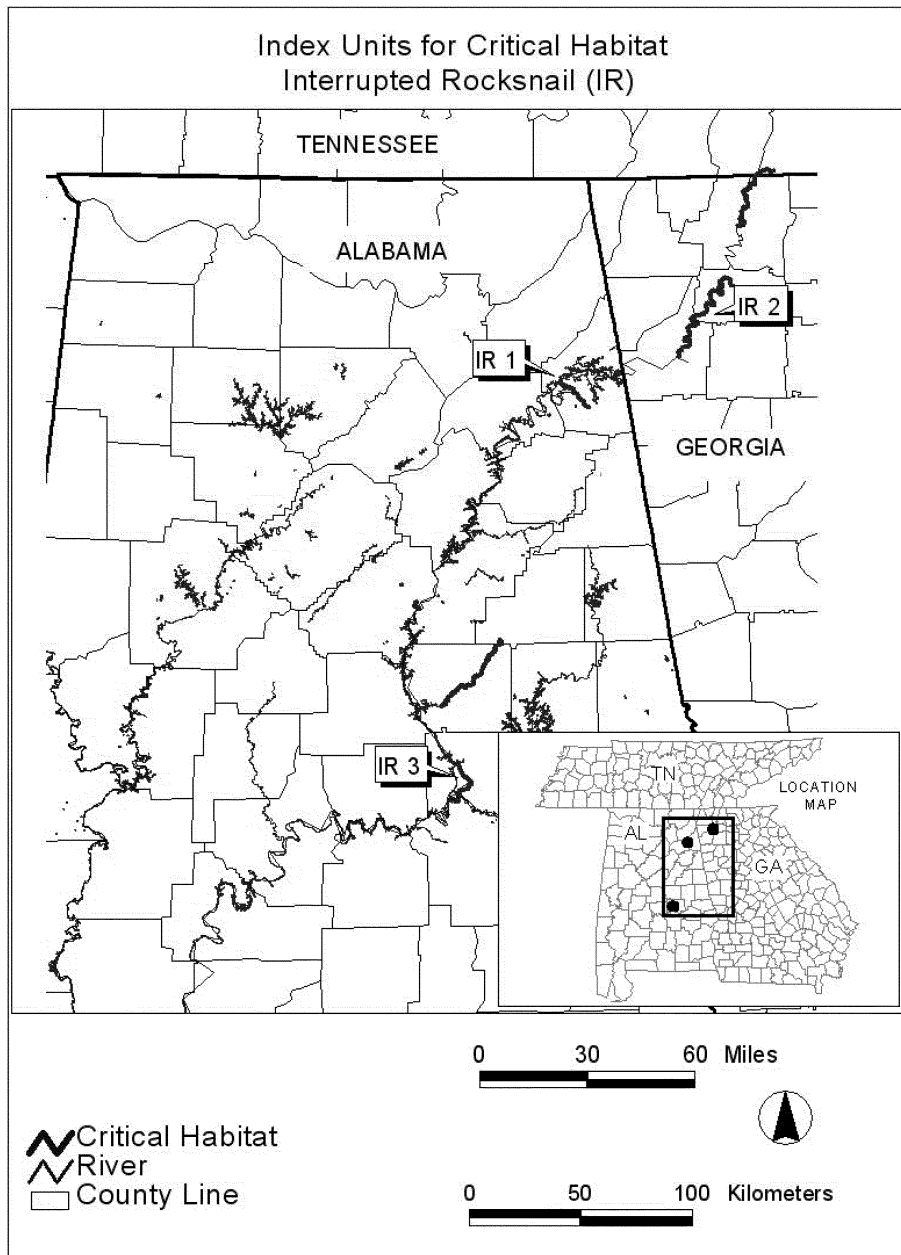 Index Units for Critical Habitat
Interrupted Rocksnail (IR)
TENNESSEE
ALABAMA
IR 2
IR 1
GEORGIA
IR 3
TN
LOCATION
MAP
AL
GA
0 30 60 Miles
Critical Habitat
River
County Line
0 50 100 Kilometers